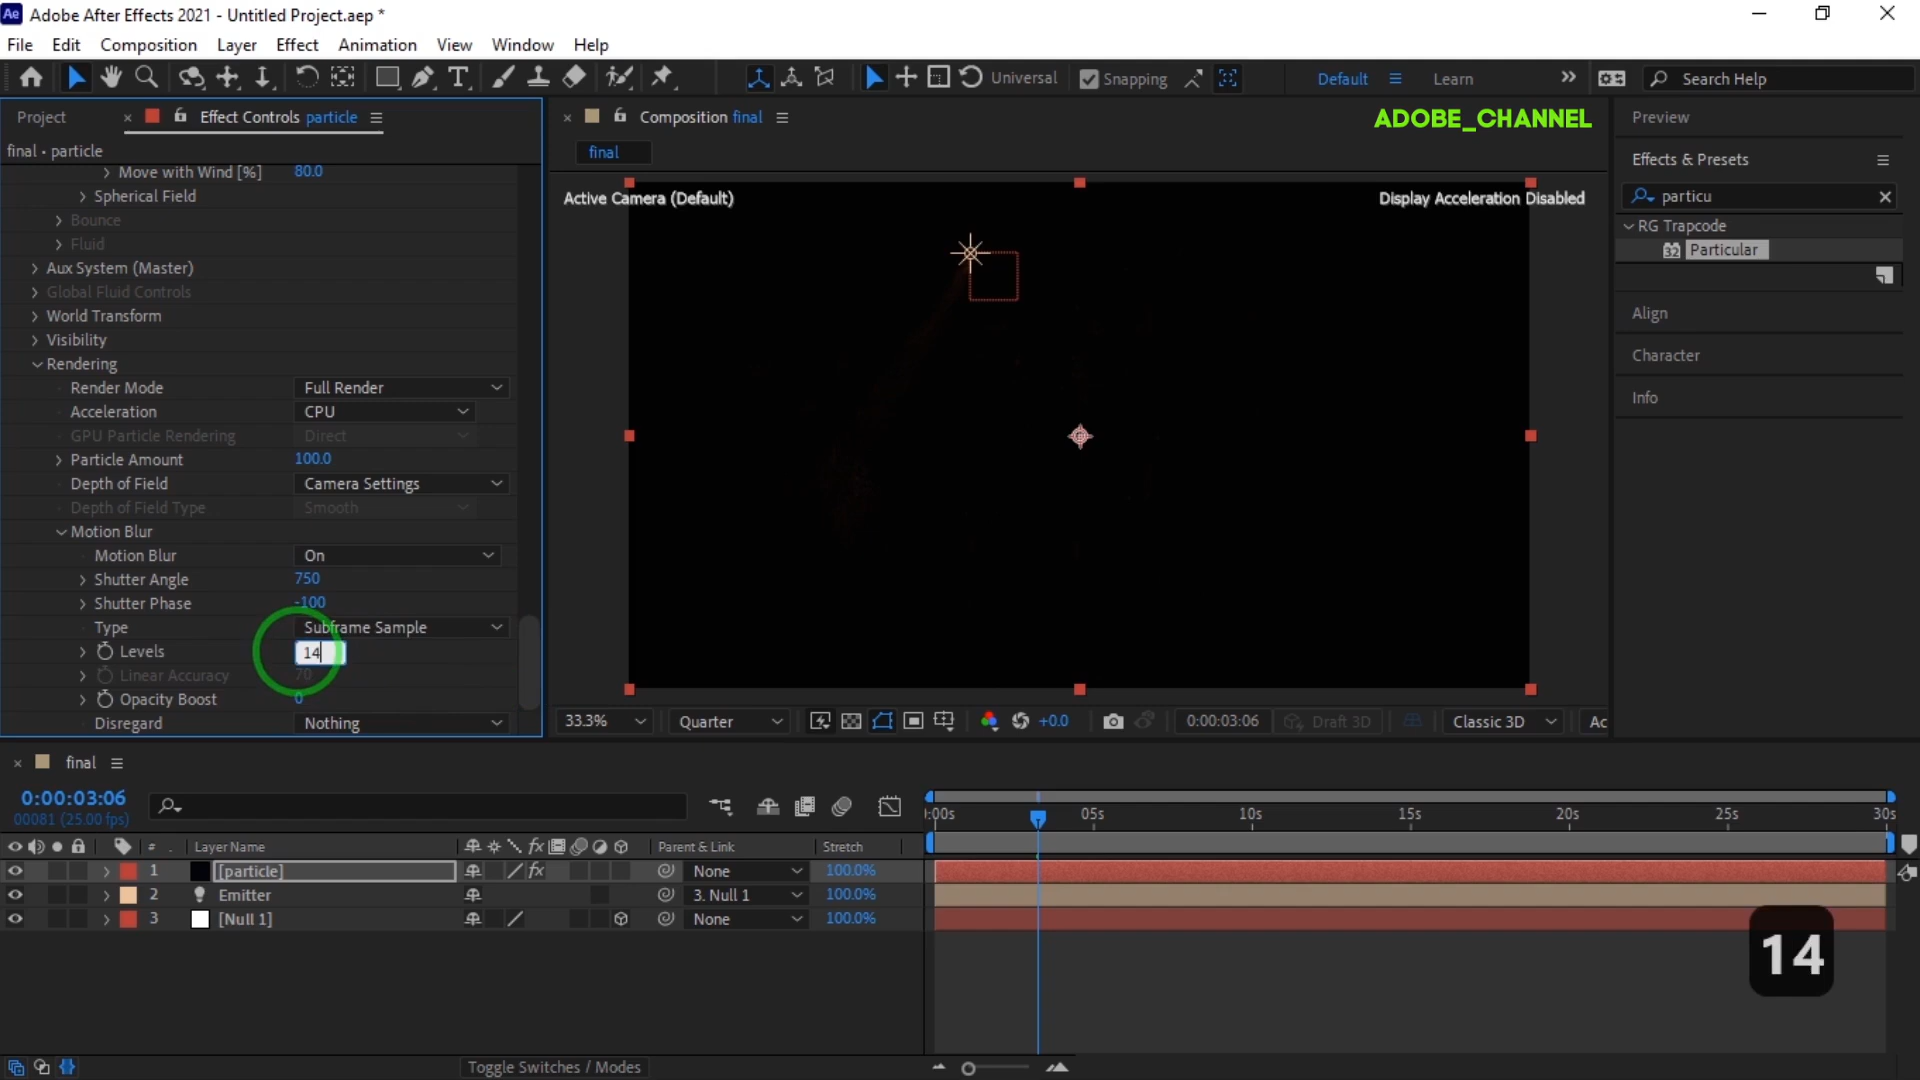 Ae Adobe After Effects 2021 - Untitled Project.aep *
File Edit Composition Layer Effect Animation View Window Help
Universal Snapping Default Learn Search Help
Project × Effect Controls particle
final • particle
Move with Wind [%] 80.0
Spherical Field
Bounce
Fluid
Aux System (Master)
Global Fluid Controls
World Transform
Visibility
Rendering
Render Mode Full Render
Acceleration CPU
GPU Particle Rendering Direct
Particle Amount 100.0
Depth of Field Camera Settings
Depth of Field Type Smooth
Motion Blur
Motion Blur On
Shutter Angle 750
Shutter Phase -100
Type Subframe Sample
Levels 14
Linear Accuracy 70
Opacity Boost 0
Disregard Nothing
× Composition final
ADOBE_CHANNEL
final
Active Camera (Default) Display Acceleration Disabled
33.3% Quarter +0.0 0:00:03:06 Draft 3D Classic 3D Ac
Preview
Effects & Presets
particu
RG Trapcode
32 Particular
Align
Character
Info
× final
0:00:03:06
00081 (25.00 fps)
:00s 05s 10s 15s 20s 25s 30s
# . Layer Name fx Parent & Link Stretch
1 [particle] fx None 100.0%
2 Emitter 3. Null 1 100.0%
3 [Null 1] None 100.0%
14
Toggle Switches / Modes